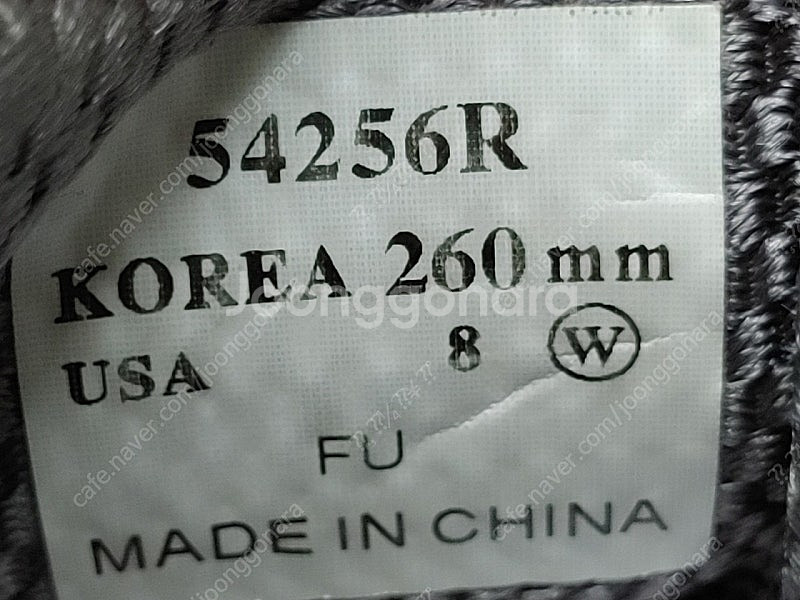 54256R
KOREA 260 mm
USA 8 W
FU
MADE IN CHINA
Joonggonara
cafe.naver.com/joonggonara